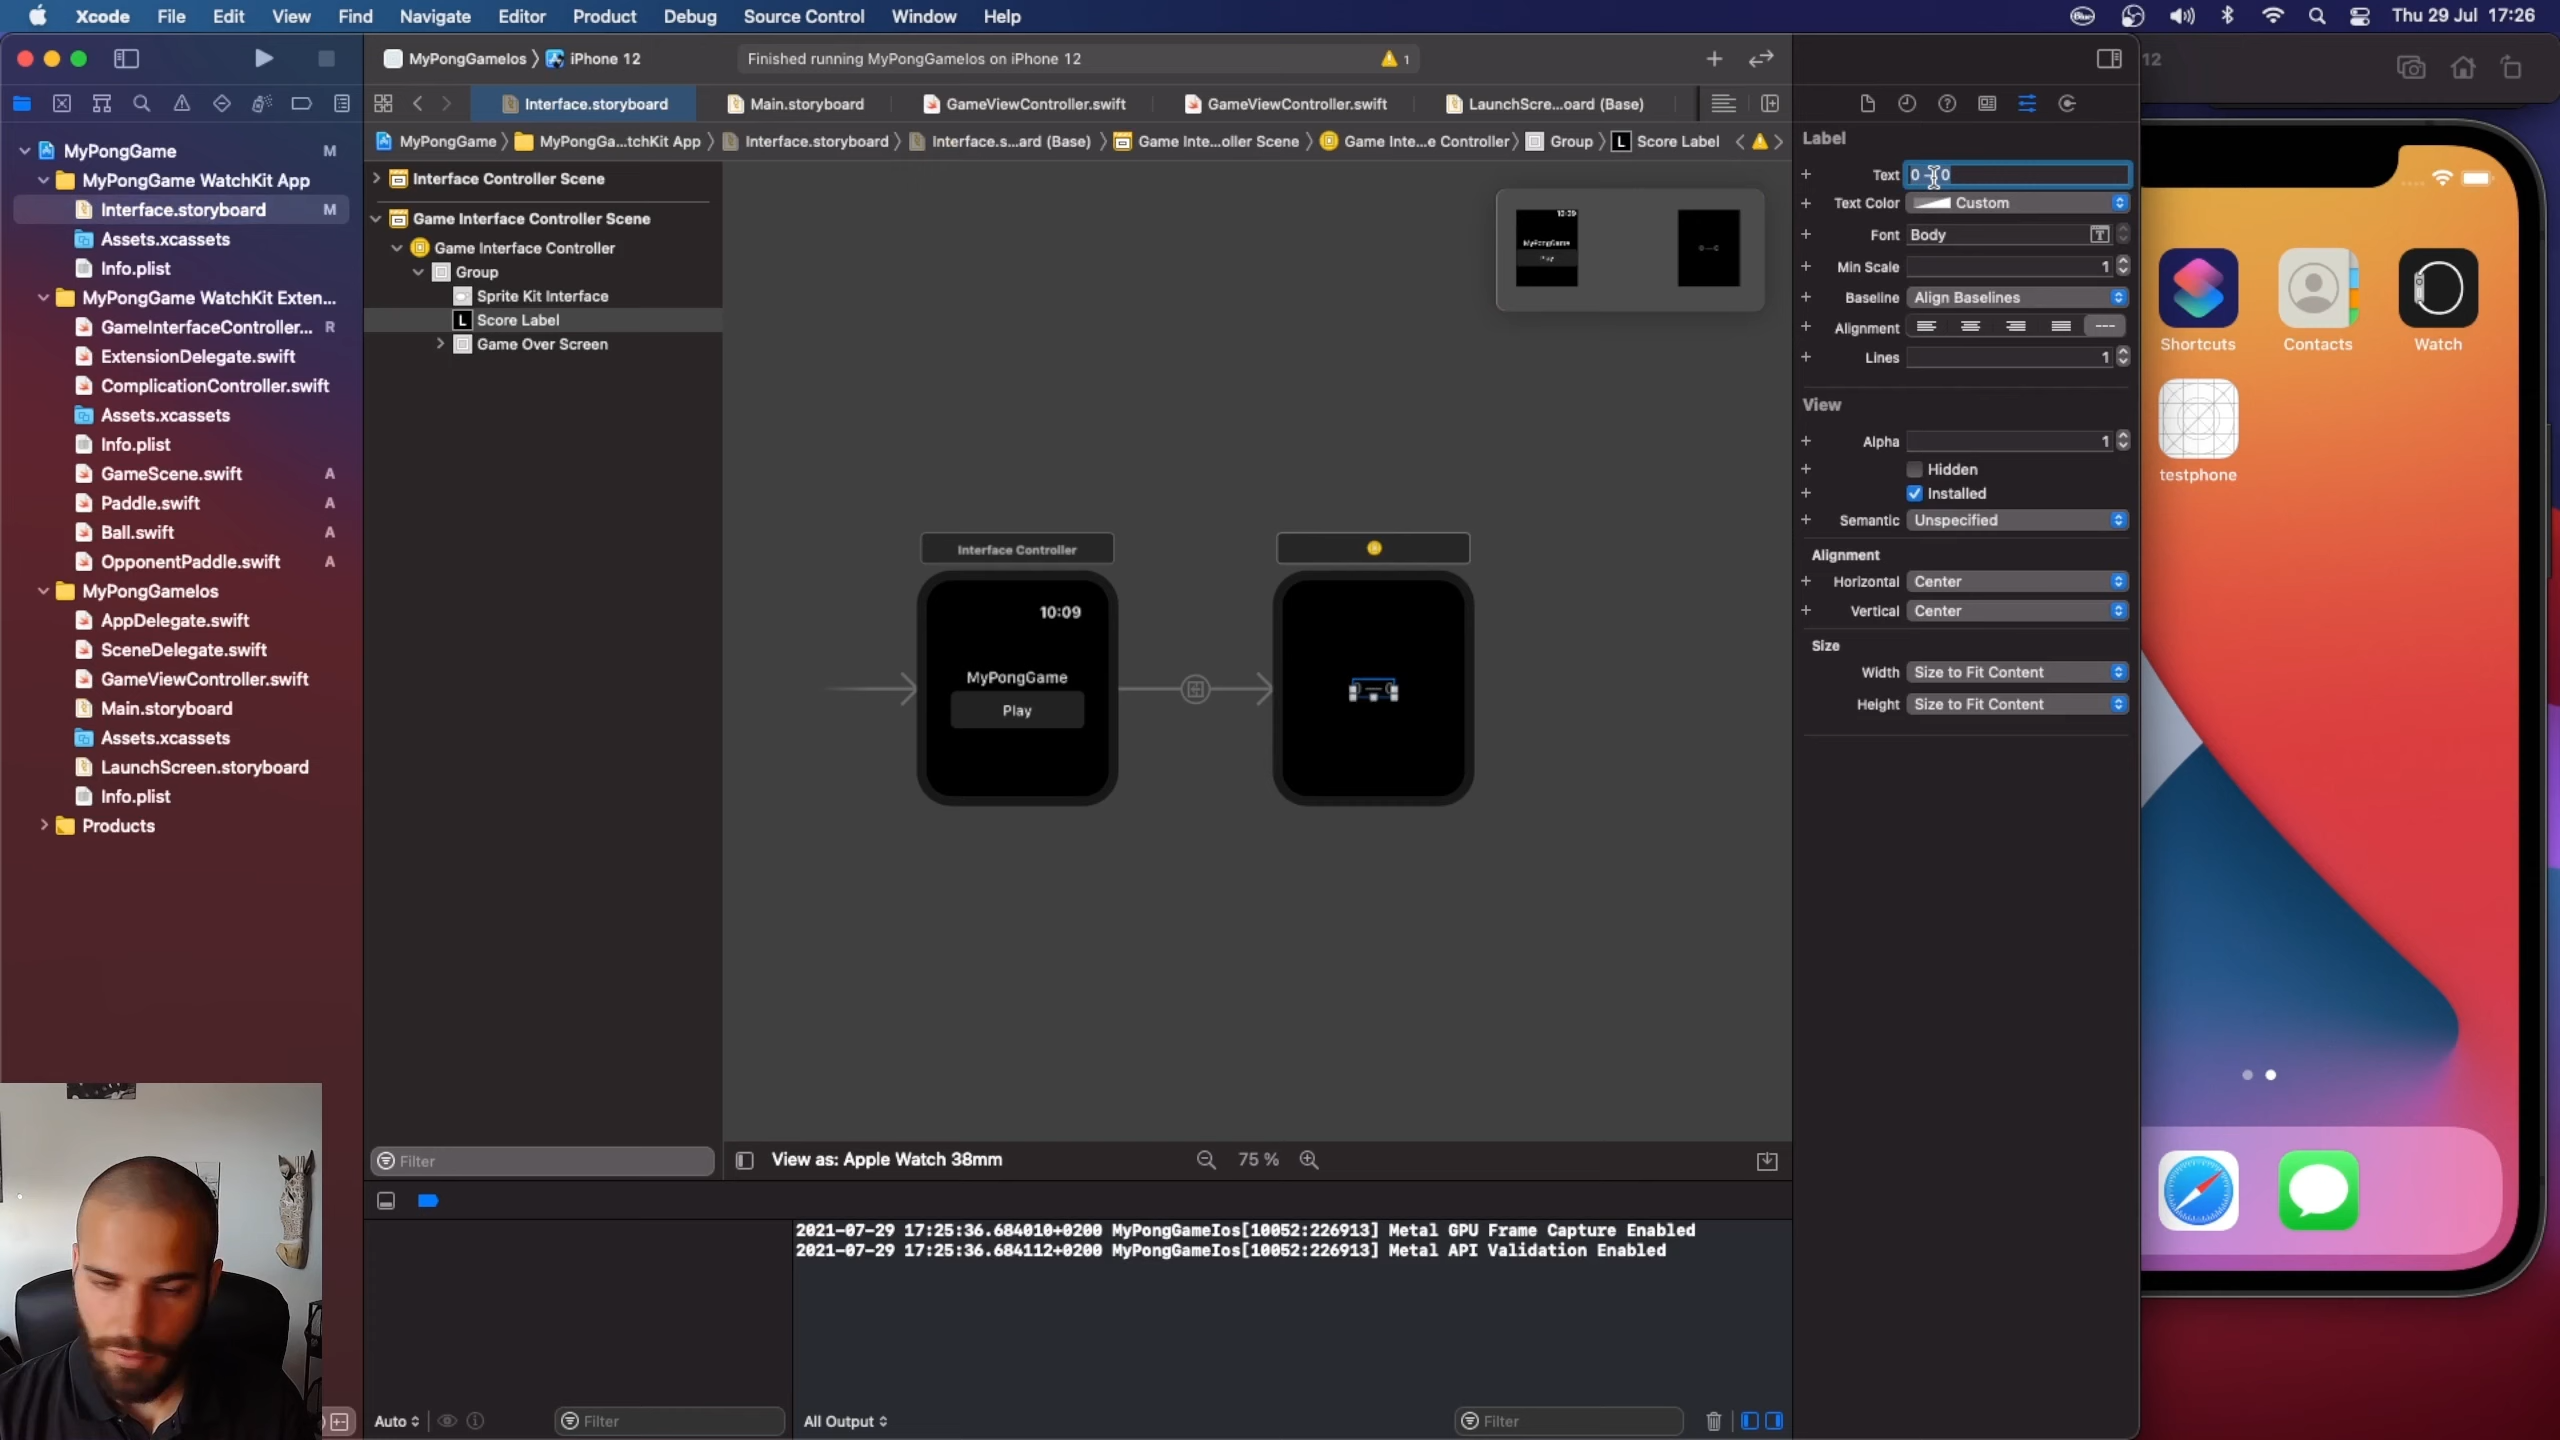 Xcode File Edit View Find Navigate Editor Product Debug Source Control Window Help Thu 29 Jul 17:26
MyPongGameIos iPhone 12 Finished running MyPongGameIos on iPhone 12 1 12
Interface.storyboard Main.storyboard GameViewController.swift GameViewController.swift LaunchScre...oard (Base)
MyPongGame MyPongGa...tchKit App Interface.storyboard Interface.s...ard (Base) Game Inte...oller Scene Game Inte...e Controller Group L Score Label
MyPongGame M
MyPongGame WatchKit App
Interface.storyboard M
Assets.xcassets
Info.plist
MyPongGame WatchKit Exten...
GameInterfaceController... R
ExtensionDelegate.swift
ComplicationController.swift
Assets.xcassets
Info.plist
GameScene.swift A
Paddle.swift A
Ball.swift A
OpponentPaddle.swift A
MyPongGameIos
AppDelegate.swift
SceneDelegate.swift
GameViewController.swift
Main.storyboard
Assets.xcassets
LaunchScreen.storyboard
Info.plist
Products
Interface Controller Scene
Game Interface Controller Scene
Game Interface Controller
Group
Sprite Kit Interface
L Score Label
Game Over Screen
Filter
10:09
MyPongGame
Play
Interface Controller
10:09
MyPongGame
Play
View as: Apple Watch 38mm 75 %
Label
Text 0 — 0
Text Color Custom
Font Body T
Min Scale 1
Baseline Align Baselines
Alignment
Lines 1
View
Alpha 1
Hidden
Installed
Semantic Unspecified
Alignment
Horizontal Center
Vertical Center
Size
Width Size to Fit Content
Height Size to Fit Content
Shortcuts Contacts Watch
testphone
2021-07-29 17:25:36.684010+0200 MyPongGameIos[10052:226913] Metal GPU Frame Capture Enabled
2021-07-29 17:25:36.684112+0200 MyPongGameIos[10052:226913] Metal API Validation Enabled
Auto Filter All Output Filter